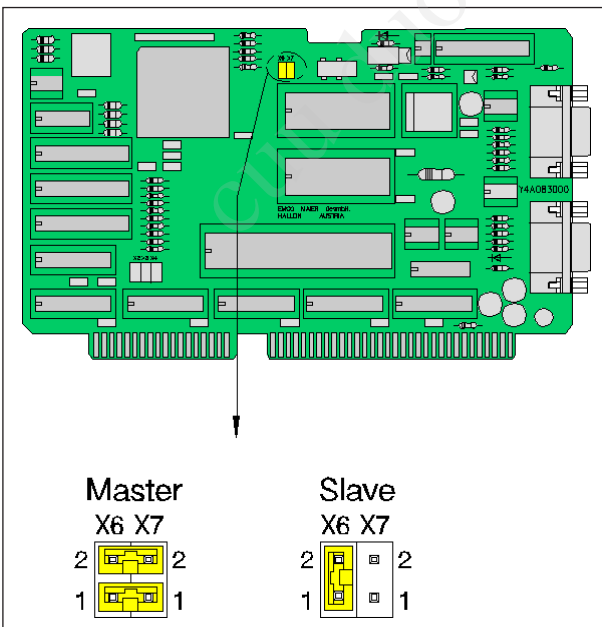 X6 X7
Y4A083000
EMCO MAIER GesmbH.
HALLEIN AUSTRIA
Master
Slave
X6 X7
X6 X7
2 2
2 2
1 1
1 1